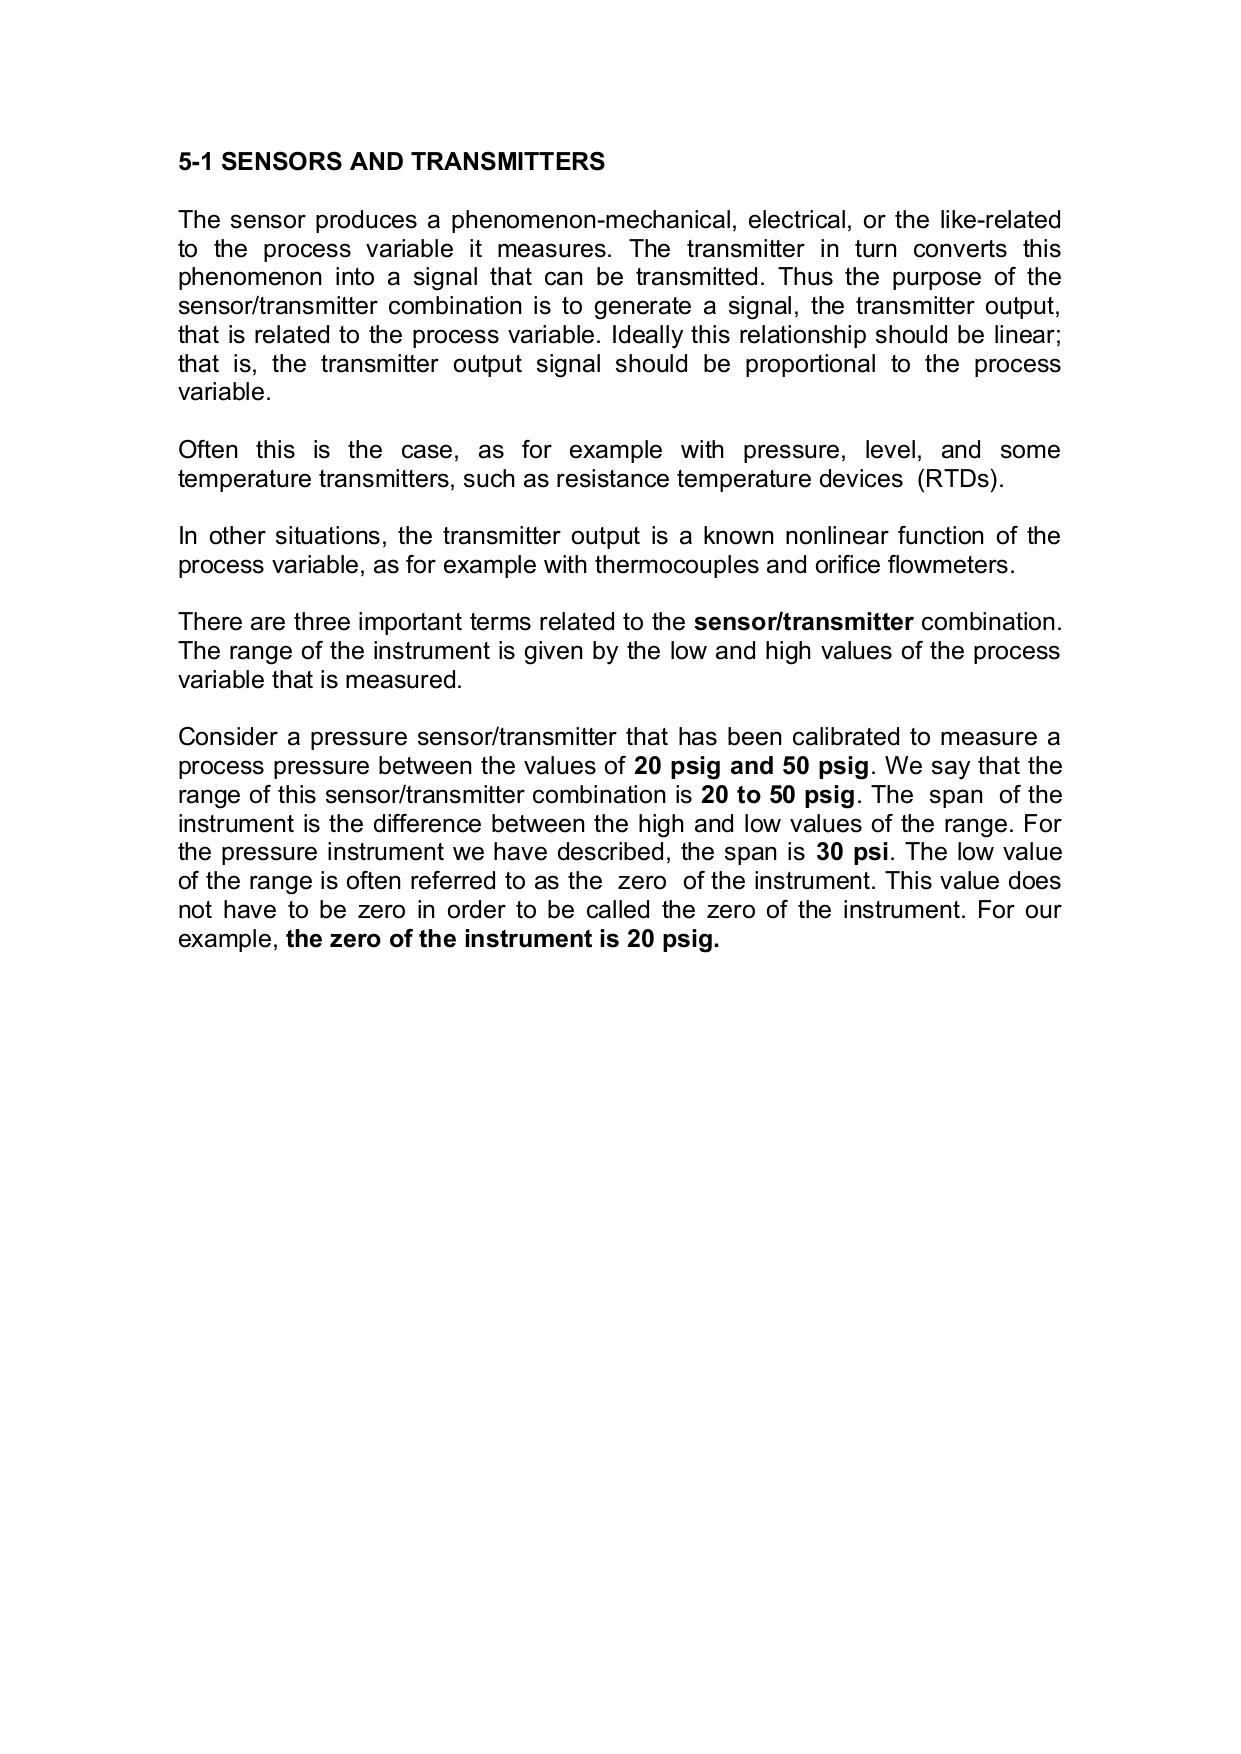 5-1 SENSORS AND TRANSMITTERS
The sensor produces a phenomenon-mechanical, electrical, or the like-related
to the process variable it measures. The transmitter in turn converts this
phenomenon into a signal that can be transmitted. Thus the purpose of the
sensor/transmitter combination is to generate a signal, the transmitter output,
that is related to the process variable. Ideally this relationship should be linear;
that is, the transmitter output signal should be proportional to the process
variable.
Often this is the case, as for example with pressure, level, and some
temperature transmitters, such as resistance temperature devices (RTDs).
In other situations, the transmitter output is a known nonlinear function of the
process variable, as for example with thermocouples and orifice flowmeters.
There are three important terms related to the sensor/transmitter combination.
The range of the instrument is given by the low and high values of the process
variable that is measured.
Consider a pressure sensor/transmitter that has been calibrated to measure a
process pressure between the values of 20 psig and 50 psig. We say that the
range of this sensor/transmitter combination is 20 to 50 psig. The span of the
instrument is the difference between the high and low values of the range. For
the pressure instrument we have described, the span is 30 psi. The low value
of the range is often referred to as the zero of the instrument. This value does
not have to be zero in order to be called the zero of the instrument. For our
example, the zero of the instrument is 20 psig.